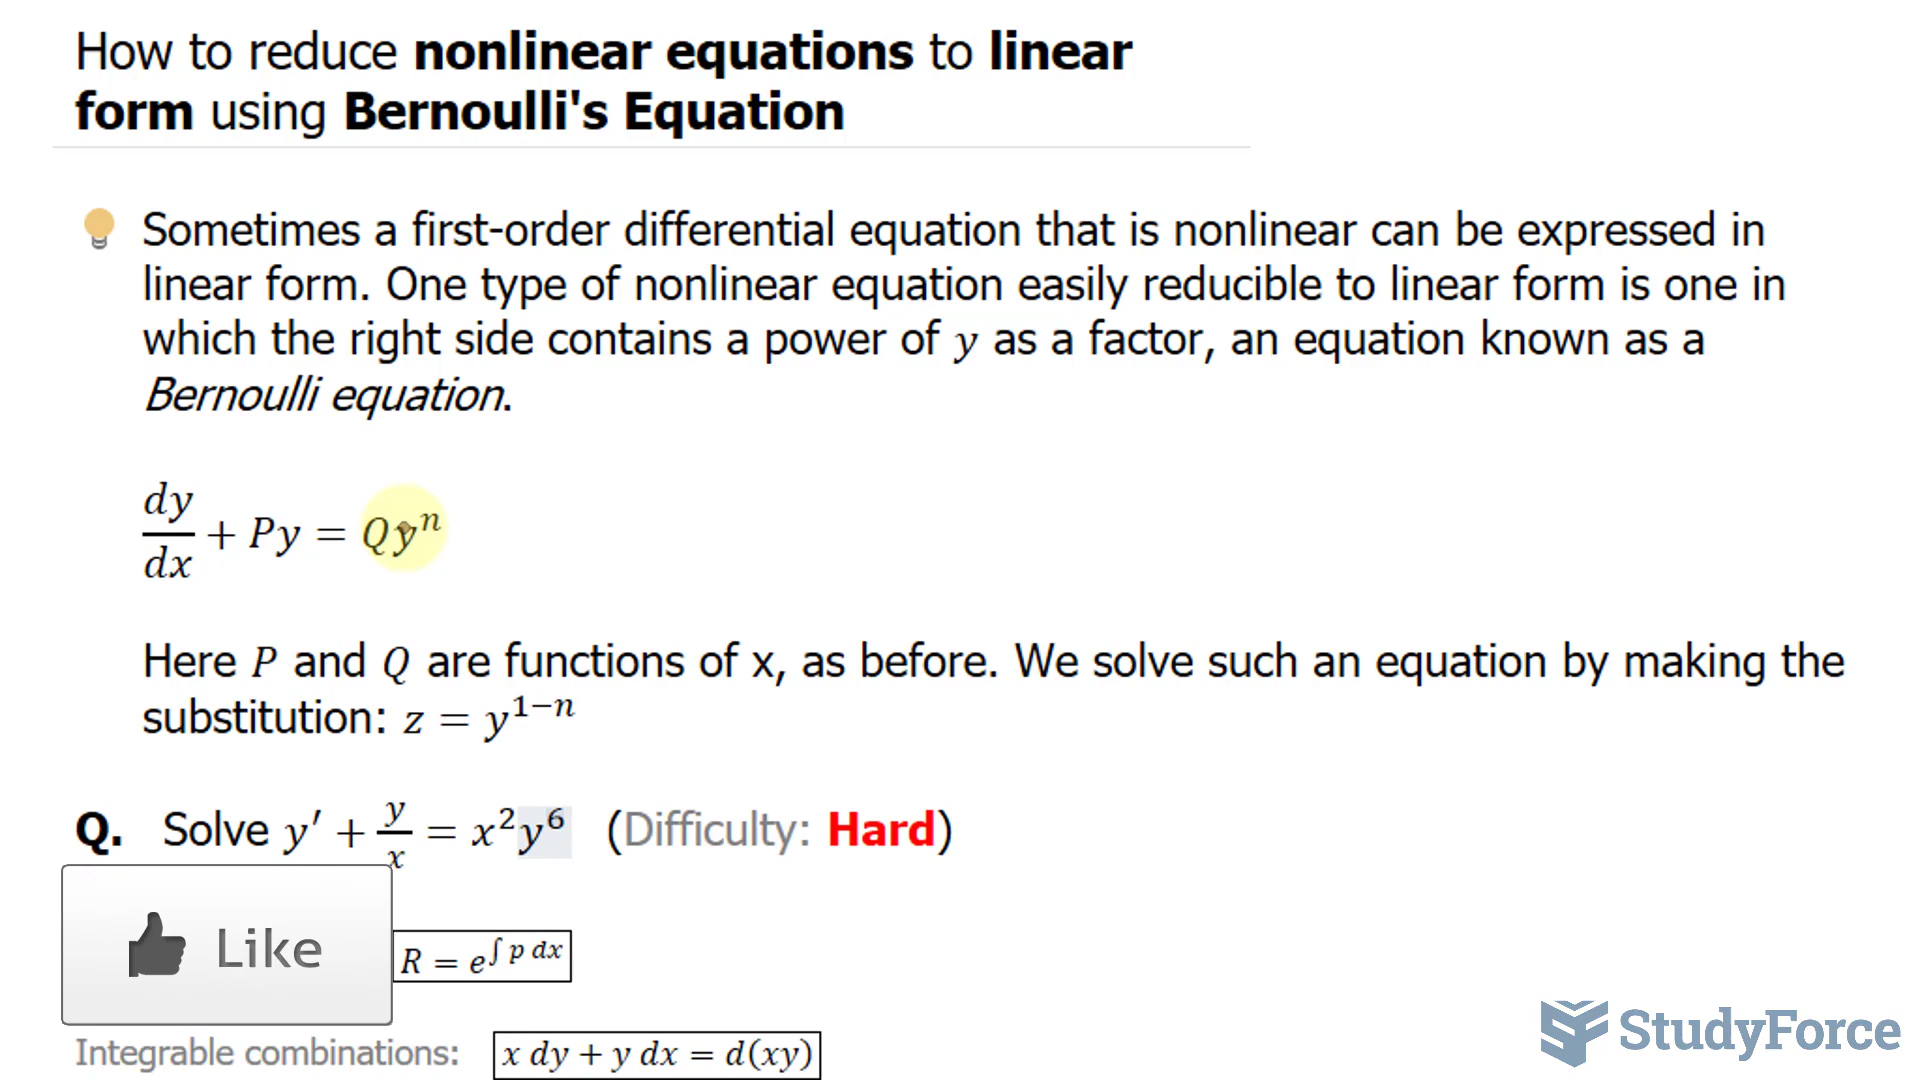 How to reduce nonlinear equations to linear
form using Bernoulli's Equation
Sometimes a first-order differential equation that is nonlinear can be expressed in
linear form. One type of nonlinear equation easily reducible to linear form is one in
which the right side contains a power of y as a factor, an equation known as a
Bernoulli equation.
dy/dx + Py = Qyⁿ
Here P and Q are functions of x, as before. We solve such an equation by making the
substitution: z = y¹⁻ⁿ
Q. Solve y′ + y/x = x²y⁶ (Difficulty: Hard)
Like
R = e^∫ p dx
StudyForce
Integrable combinations: x dy + y dx = d(xy)